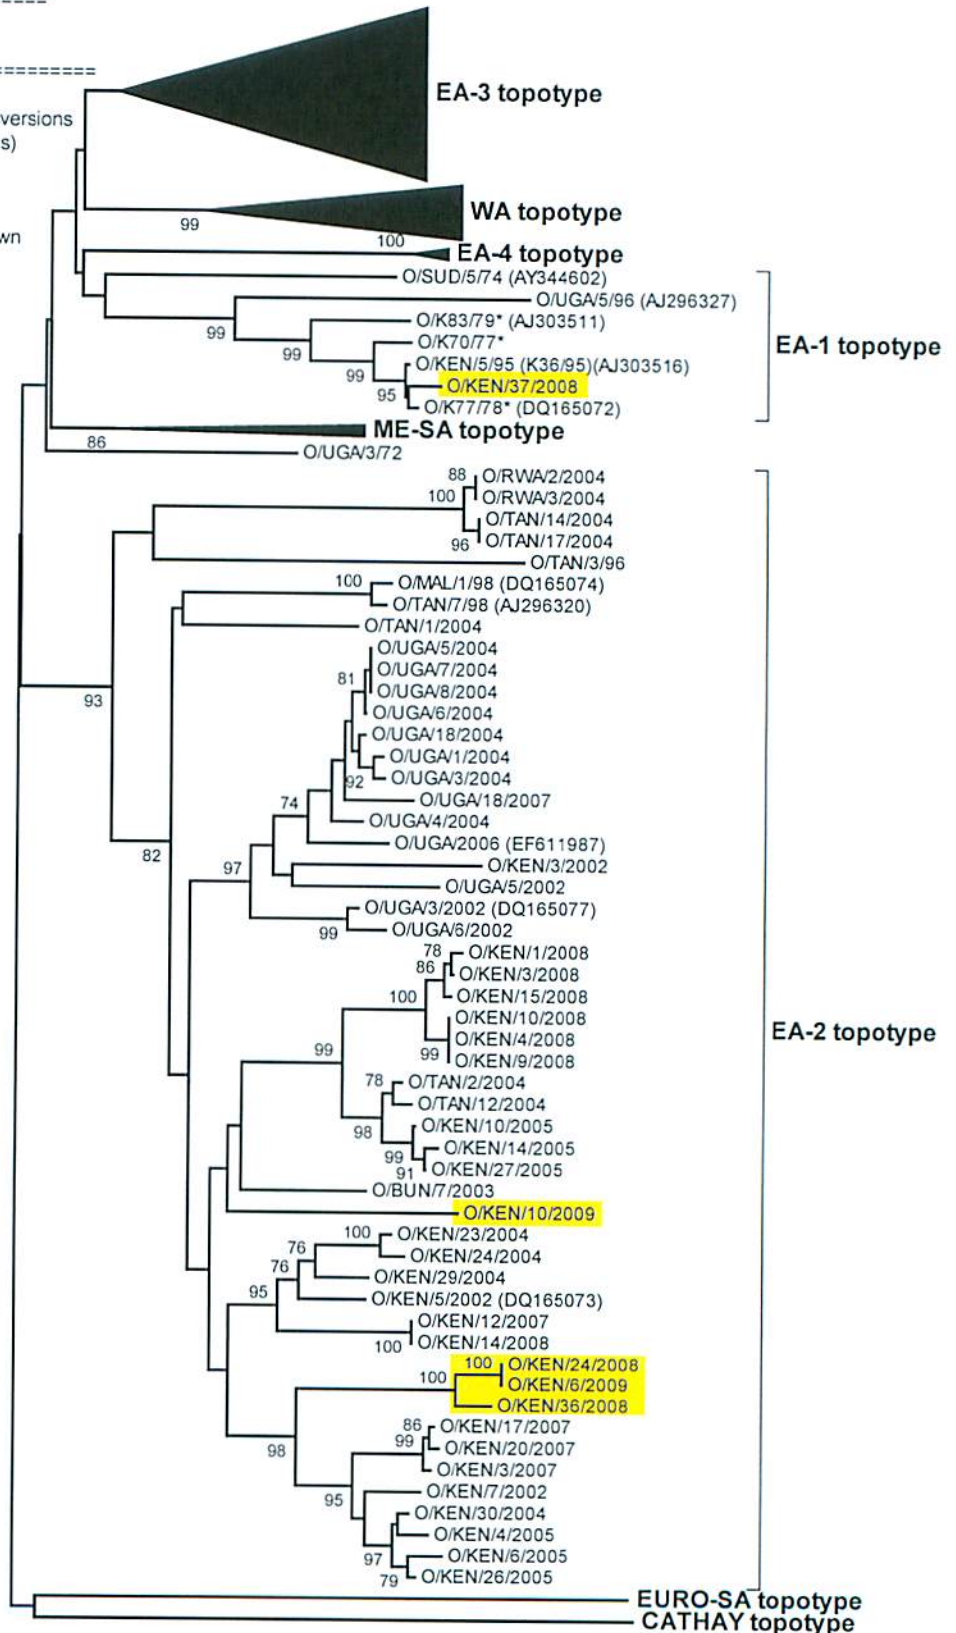 -----
=========
EA-3 topotype
versions
s)
WA topotype
99
wn
100
EA-4 topotype
O/SUD/5/74 (AY344602)
O/UGA/5/96 (AJ296327)
O/K83/79* (AJ303511)
99
O/K70/77*
EA-1 topotype
99
O/KEN/5/95 (K36/95)(AJ303516)
99
O/KEN/37/2008
95
O/K77/78* (DQ165072)
ME-SA topotype
86
O/UGA/3/72
88
O/RWA/2/2004
100
O/RWA/3/2004
O/TAN/14/2004
96
O/TAN/17/2004
O/TAN/3/96
100
O/MAL/1/98 (DQ165074)
O/TAN/7/98 (AJ296320)
O/TAN/1/2004
O/UGA/5/2004
O/UGA/7/2004
81
O/UGA/8/2004
93
O/UGA/6/2004
O/UGA/18/2004
O/UGA/1/2004
92
O/UGA/3/2004
74
O/UGA/18/2007
O/UGA/4/2004
82
O/UGA/2006 (EF611987)
97
O/KEN/3/2002
O/UGA/5/2002
O/UGA/3/2002 (DQ165077)
99
O/UGA/6/2002
78
O/KEN/1/2008
86
O/KEN/3/2008
100
O/KEN/15/2008
O/KEN/10/2008
EA-2 topotype
O/KEN/4/2008
99
99
O/KEN/9/2008
78
O/TAN/2/2004
O/TAN/12/2004
98
O/KEN/10/2005
99
O/KEN/14/2005
91
O/KEN/27/2005
O/BUN/7/2003
O/KEN/10/2009
100
O/KEN/23/2004
76
O/KEN/24/2004
76
O/KEN/29/2004
95
O/KEN/5/2002 (DQ165073)
O/KEN/12/2007
100
O/KEN/14/2008
100
O/KEN/24/2008
100
O/KEN/6/2009
O/KEN/36/2008
86
O/KEN/17/2007
99
O/KEN/20/2007
98
O/KEN/3/2007
95
O/KEN/7/2002
O/KEN/30/2004
O/KEN/4/2005
97
O/KEN/6/2005
79
O/KEN/26/2005
EURO-SA topotype
CATHAY topotype